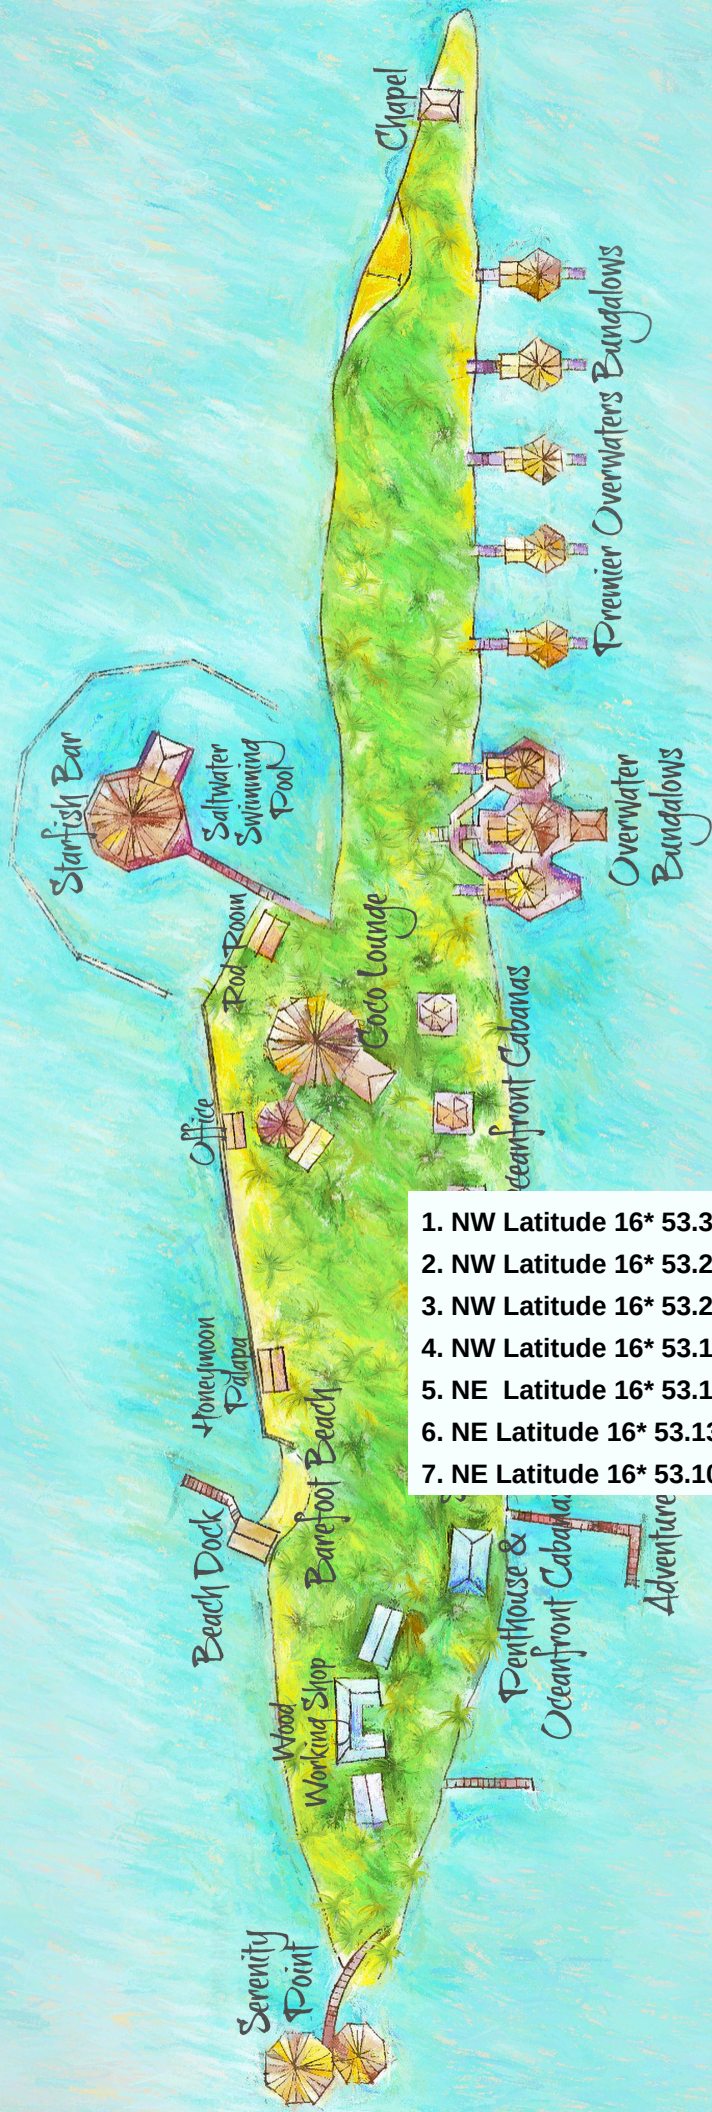 Chapel
Premier Overwaters Bungalows
Starfish Bar
Saltwater
Swimming
Pool
Overwater
Bungalows
Rod Room
Coco Lounge
Oceanfront Cabanas
Office
1. NW Latitude 16* 53.3
2. NW Latitude 16* 53.2
3. NW Latitude 16* 53.2
4. NW Latitude 16* 53.1
5. NE  Latitude 16* 53.1
6. NE Latitude 16* 53.13
7. NE Latitude 16* 53.10
Honeymoon
Palapa
Barefoot Beach
Beach Dock
Penthouse &
Oceanfront Cabanas
Adventure
Wood
Working Shop
Serenity
Point